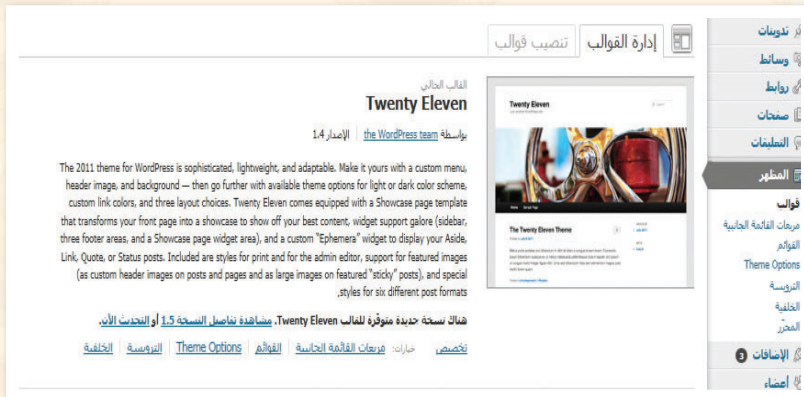 تدوينات
وسائط
روابط
صفحات
التعليقات
المظهر
قوالب
مربعات القائمة الجانبية
القوائم
Theme Options
الترويسة
الخلفية
المحرّر
الإضافات 3
أعضاء
إدارة القوالب
تنصيب قوالب
Twenty Eleven
The Twenty Eleven Theme
القالب الحالي
Twenty Eleven
بواسطة the WordPress team | الإصدار 1.4
The 2011 theme for WordPress is sophisticated, lightweight, and adaptable. Make it yours with a custom menu,
header image, and background — then go further with available theme options for light or dark color scheme,
custom link colors, and three layout choices. Twenty Eleven comes equipped with a Showcase page template
that transforms your front page into a showcase to show off your best content, widget support galore (sidebar,
three footer areas, and a Showcase page widget area), and a custom "Ephemera" widget to display your Aside,
Link, Quote, or Status posts. Included are styles for print and for the admin editor, support for featured images
(as custom header images on posts and pages and as large images on featured "sticky" posts), and special
styles for six different post formats.
هناك نسخة جديدة متوفّرة للقالب Twenty Eleven. مشاهدة تفاصيل النسخة 1.5 أو التحديث الآن.
تخصيص خيارات: مربعات القائمة الجانبية | القوائم | Theme Options | الترويسة | الخلفية